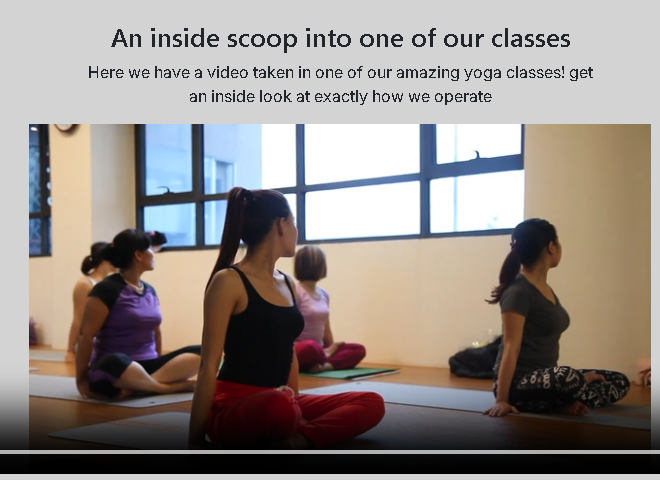 An inside scoop into one of our classes
Here we have a video taken in one of our amazing yoga classes! get
an inside look at exactly how we operate